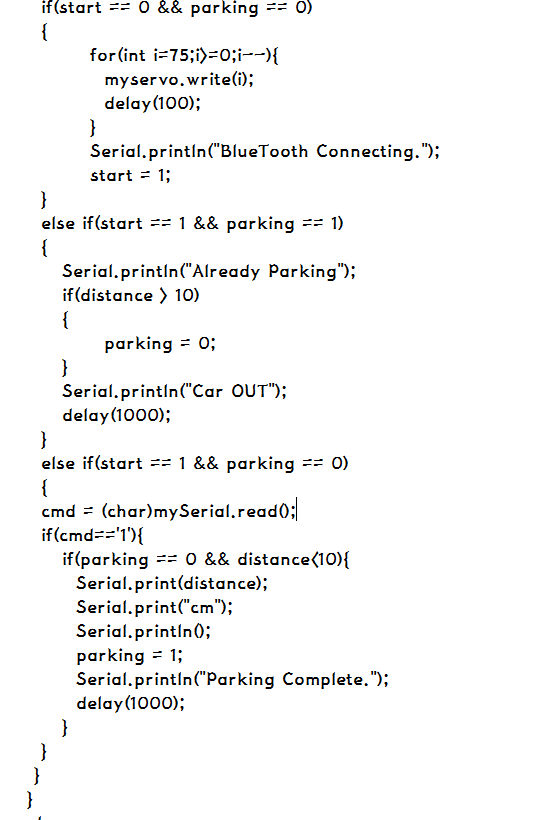 if(start == 0 && parking == 0)
{
for(int i=75;i>=0;i--){
myservo.write(i);
delay(100);
}
Serial.println("BlueTooth Connecting.");
start = 1;
}
else if(start == 1 && parking == 1)
{
Serial.println("Already Parking");
if(distance > 10)
{
parking = 0;
}
Serial.println("Car OUT");
delay(1000);
}
else if(start == 1 && parking == 0)
{
cmd = (char)mySerial.read();
if(cmd=='1'){
if(parking == 0 && distance<10){
Serial.print(distance);
Serial.print("cm");
Serial.println();
parking = 1;
Serial.println("Parking Complete.");
delay(1000);
}
}
}
}